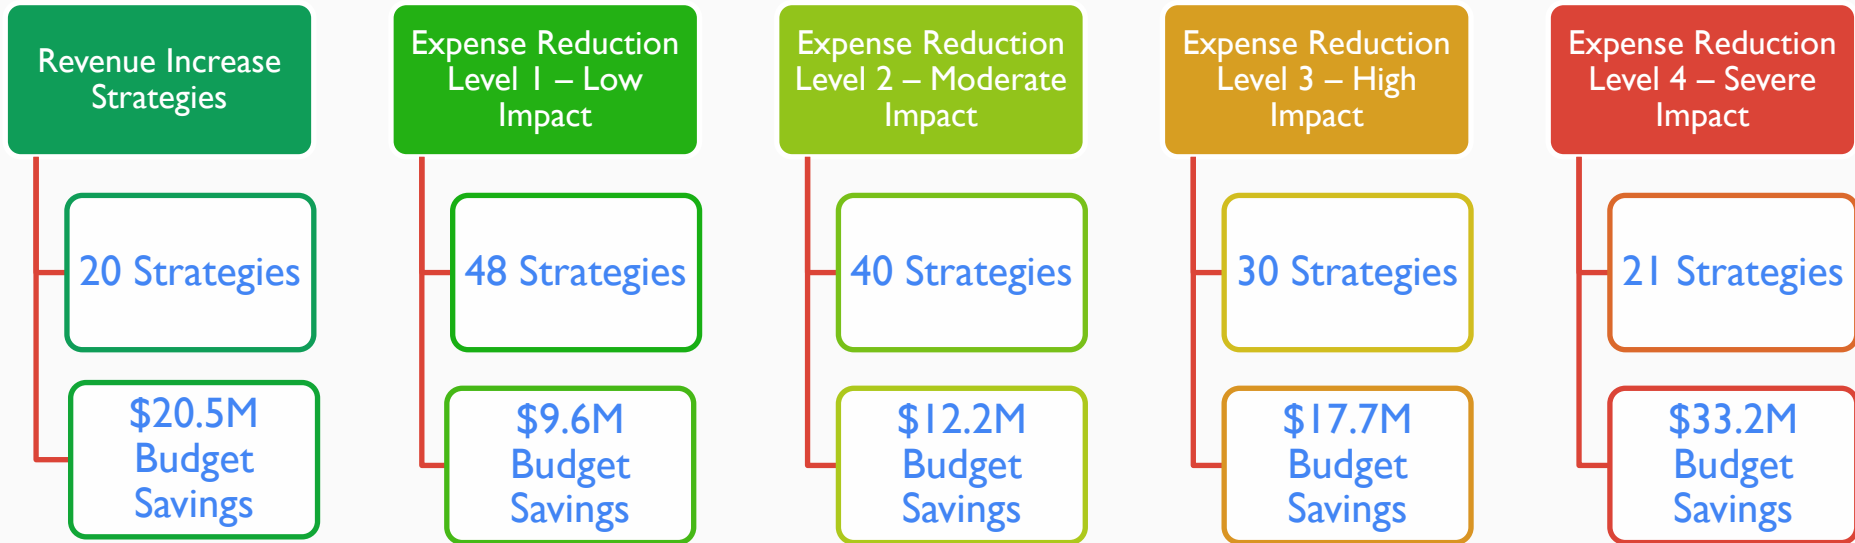 Revenue Increase
Strategies
20 Strategies
$20.5M
Budget
Savings
Expense Reduction
Level 1 – Low
Impact
48 Strategies
$9.6M
Budget
Savings
Expense Reduction
Level 2 – Moderate
Impact
40 Strategies
$12.2M
Budget
Savings
Expense Reduction
Level 3 – High
Impact
30 Strategies
$17.7M
Budget
Savings
Expense Reduction
Level 4 – Severe
Impact
21 Strategies
$33.2M
Budget
Savings